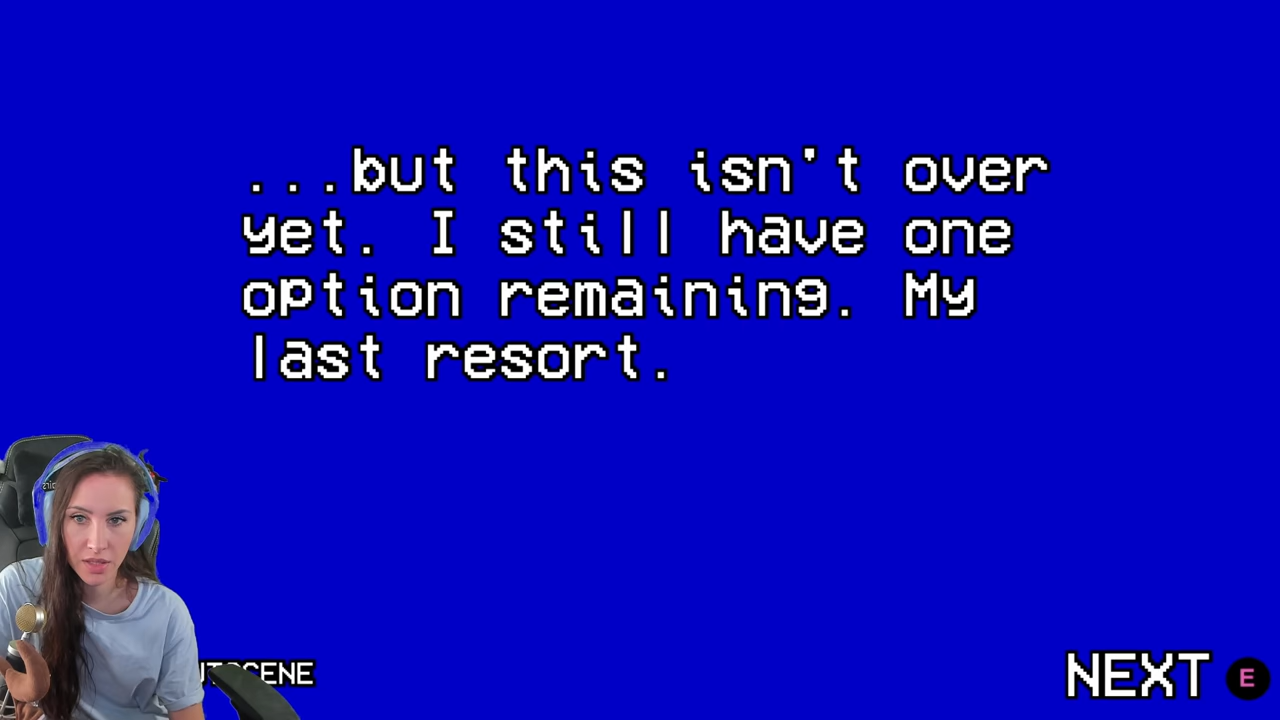 ...but this isn't over
yet. I still have one
option remaining. My
last resort.
NEXT E